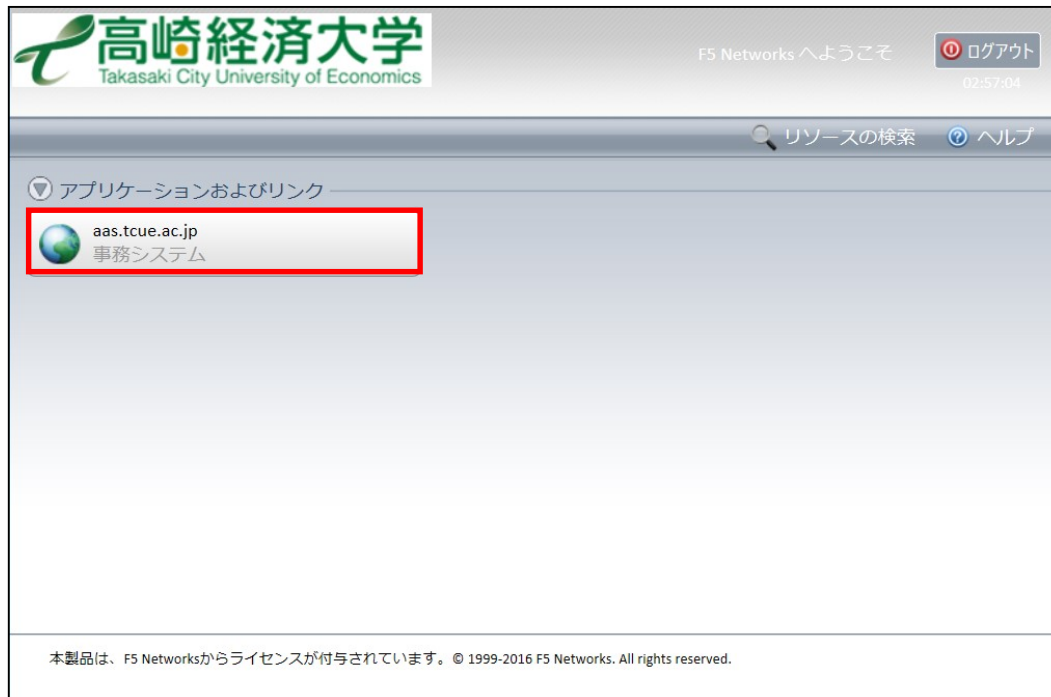 高崎経済大学
Takasaki City University of Economics
F5 Networks へようこそ
ログアウト
02:57:04
リソースの検索
ヘルプ
アプリケーションおよびリンク
aas.tcue.ac.jp
事務システム
本製品は、F5 Networksからライセンスが付与されています。© 1999-2016 F5 Networks. All rights reserved.